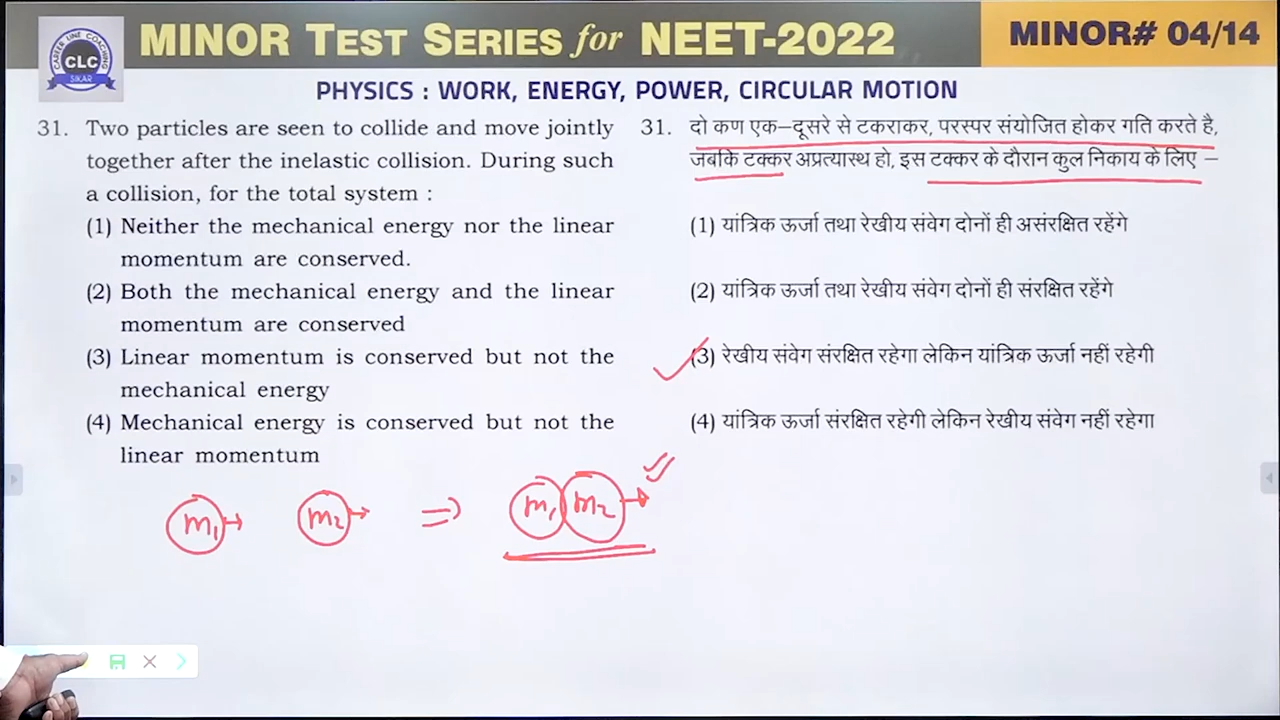 CAREER LINE COACHING
CLC
SIKAR
MINOR TEST SERIES for NEET-2022
MINOR# 04/14
PHYSICS : WORK, ENERGY, POWER, CIRCULAR MOTION
31. Two particles are seen to collide and move jointly
together after the inelastic collision. During such
a collision, for the total system :
(1) Neither the mechanical energy nor the linear
momentum are conserved.
(2) Both the mechanical energy and the linear
momentum are conserved
(3) Linear momentum is conserved but not the
mechanical energy
(4) Mechanical energy is conserved but not the
linear momentum
31. दो कण एक–दूसरे से टकराकर, परस्पर संयोजित होकर गति करते है,
जबकि टक्कर अप्रत्यास्थ हो, इस टक्कर के दौरान कुल निकाय के लिए –
(1) यांत्रिक ऊर्जा तथा रेखीय संवेग दोनों ही असंरक्षित रहेंगे
(2) यांत्रिक ऊर्जा तथा रेखीय संवेग दोनों ही संरक्षित रहेंगे
(3) रेखीय संवेग संरक्षित रहेगा लेकिन यांत्रिक ऊर्जा नहीं रहेगी
(4) यांत्रिक ऊर्जा संरक्षित रहेगी लेकिन रेखीय संवेग नहीं रहेगा
m₁ m₂ ⇒ m₁ m₂